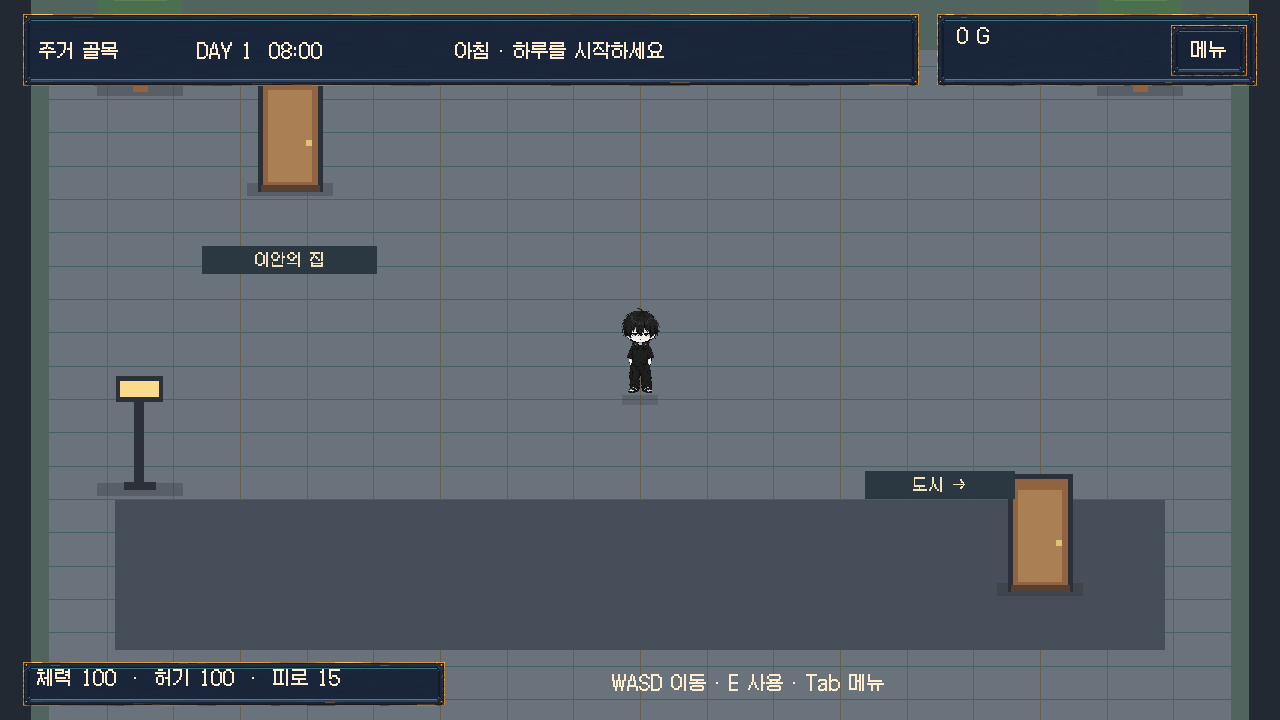 주거 골목
DAY 1 08:00
아침 · 하루를 시작하세요
0 G
메뉴
이안의 집
도시 →
체력 100 · 허기 100 · 피로 15
WASD 이동 · E 사용 · Tab 메뉴